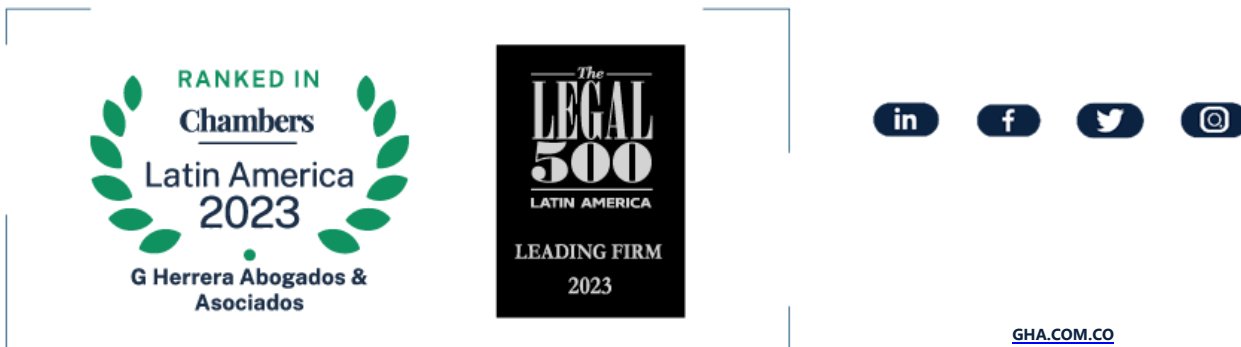 RANKED IN
Chambers
Latin America
2023
G Herrera Abogados &
Asociados
The
LEGAL
500
LATIN AMERICA
LEADING FIRM
2023
in
f
GHA.COM.CO